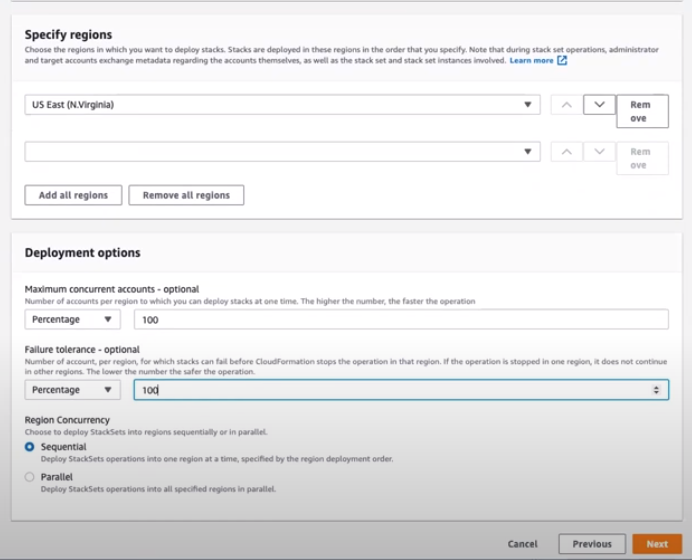 Specify regions
Choose the regions in which you want to deploy stacks. Stacks are deployed in these regions in the order that you specify. Note that during stack set operations, administrator
and target accounts exchange metadata regarding the accounts themselves, as well as the stack set and stack set instances involved. Learn more
US East (N.Virginia)
Rem
ove
Rem
ove
Add all regions
Remove all regions
Deployment options
Maximum concurrent accounts - optional
Number of accounts per region to which you can deploy stacks at one time. The higher the number, the faster the operation
Percentage
100
Failure tolerance - optional
Number of account, per region, for which stacks can fail before CloudFormation stops the operation in that region. If the operation is stopped in one region, it does not continue
in other regions. The lower the number the safer the operation.
Percentage
100
Region Concurrency
Choose to deploy StackSets into regions sequentially or in parallel.
Sequential
Deploy StackSets operations into one region at a time, specified by the region deployment order.
Parallel
Deploy StackSets operations into all specified regions in parallel.
Cancel
Previous
Next